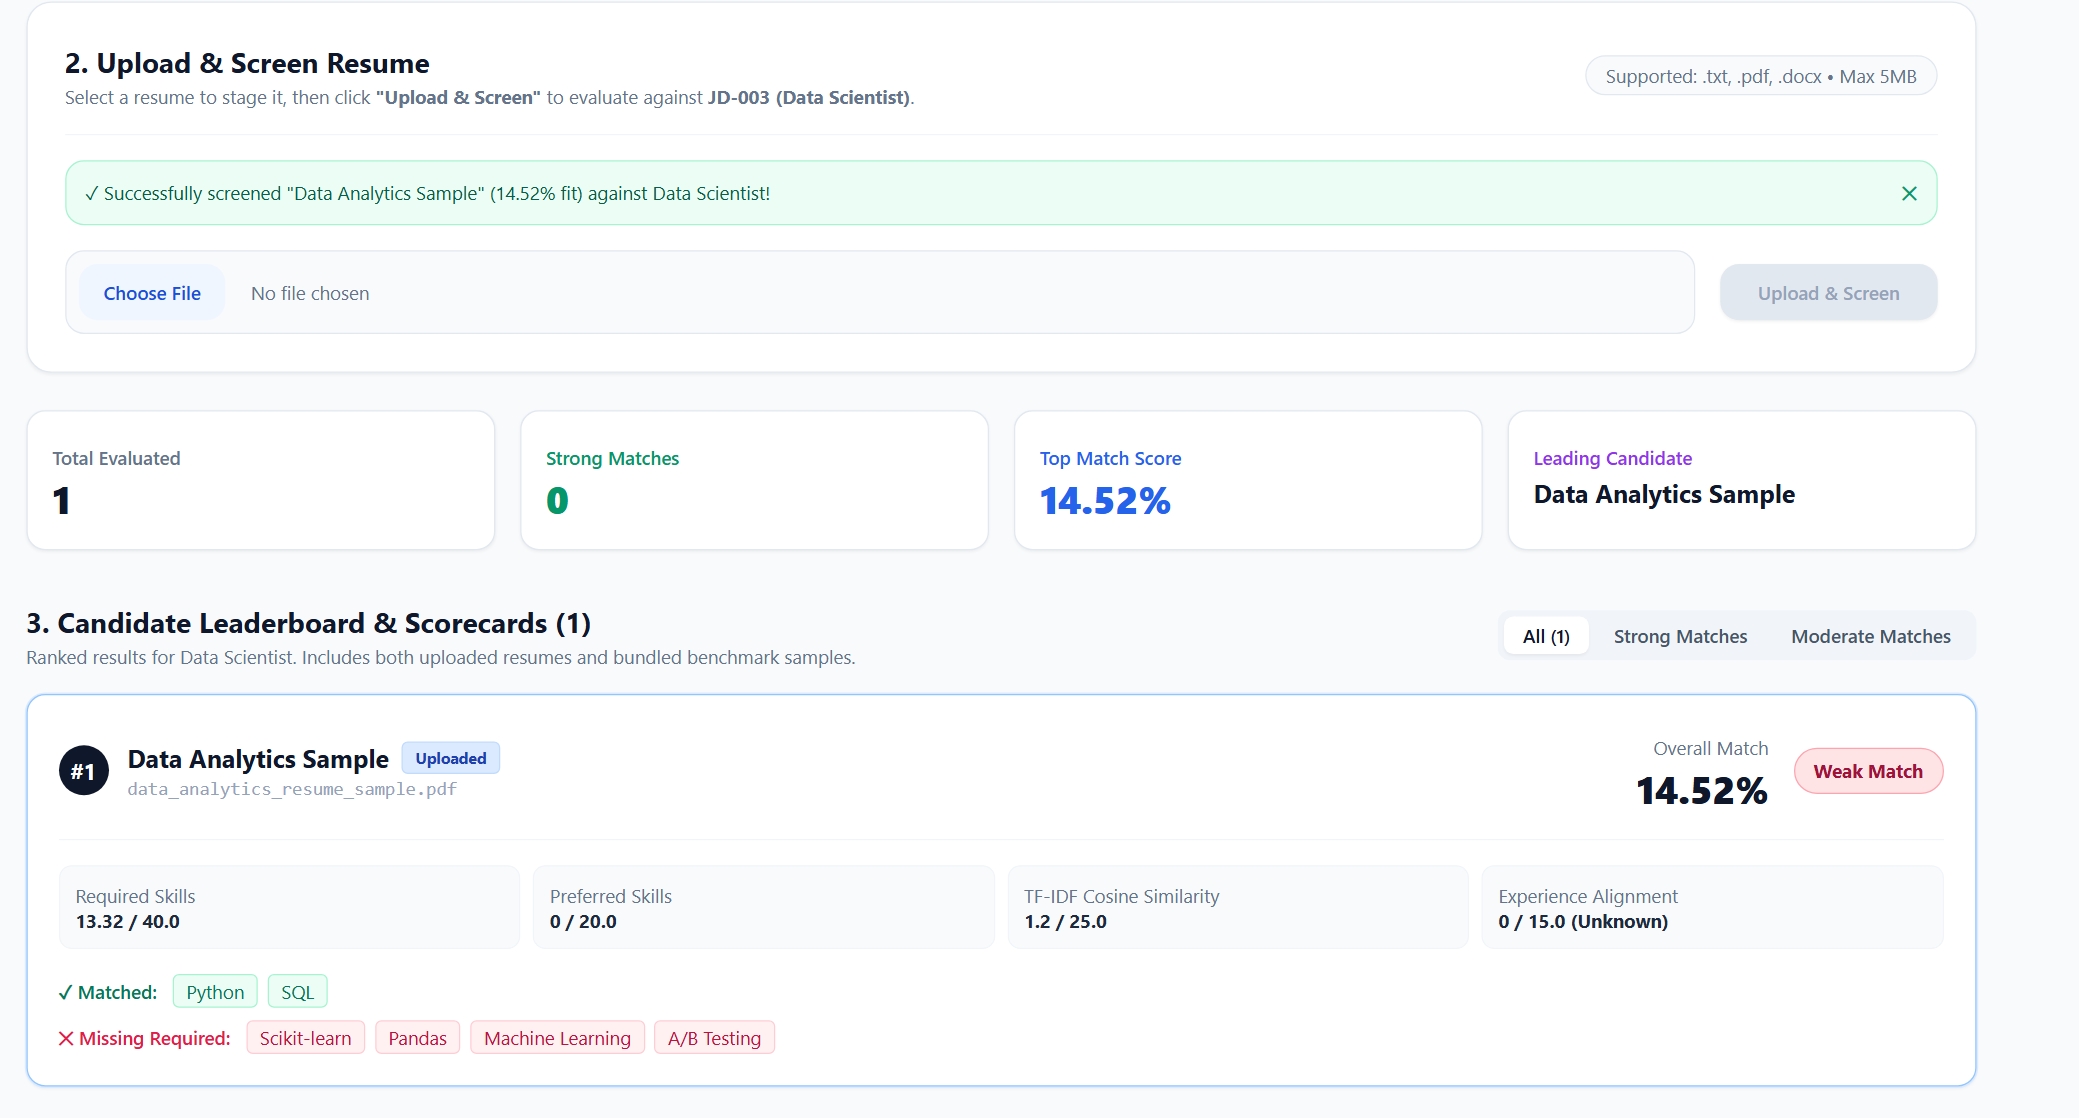 2. Upload & Screen Resume
Select a resume to stage it, then click "Upload & Screen" to evaluate against JD-003 (Data Scientist).
Supported: .txt, .pdf, .docx • Max 5MB
✓ Successfully screened "Data Analytics Sample" (14.52% fit) against Data Scientist!
✕
Choose File No file chosen
Upload & Screen
Total Evaluated
1
Strong Matches
0
Top Match Score
14.52%
Leading Candidate
Data Analytics Sample
3. Candidate Leaderboard & Scorecards (1)
Ranked results for Data Scientist. Includes both uploaded resumes and bundled benchmark samples.
All (1) Strong Matches Moderate Matches
#1
Data Analytics Sample Uploaded
data_analytics_resume_sample.pdf
Overall Match
14.52%
Weak Match
Required Skills
13.32 / 40.0
Preferred Skills
0 / 20.0
TF-IDF Cosine Similarity
1.2 / 25.0
Experience Alignment
0 / 15.0 (Unknown)
✓ Matched: Python SQL
✕ Missing Required: Scikit-learn Pandas Machine Learning A/B Testing